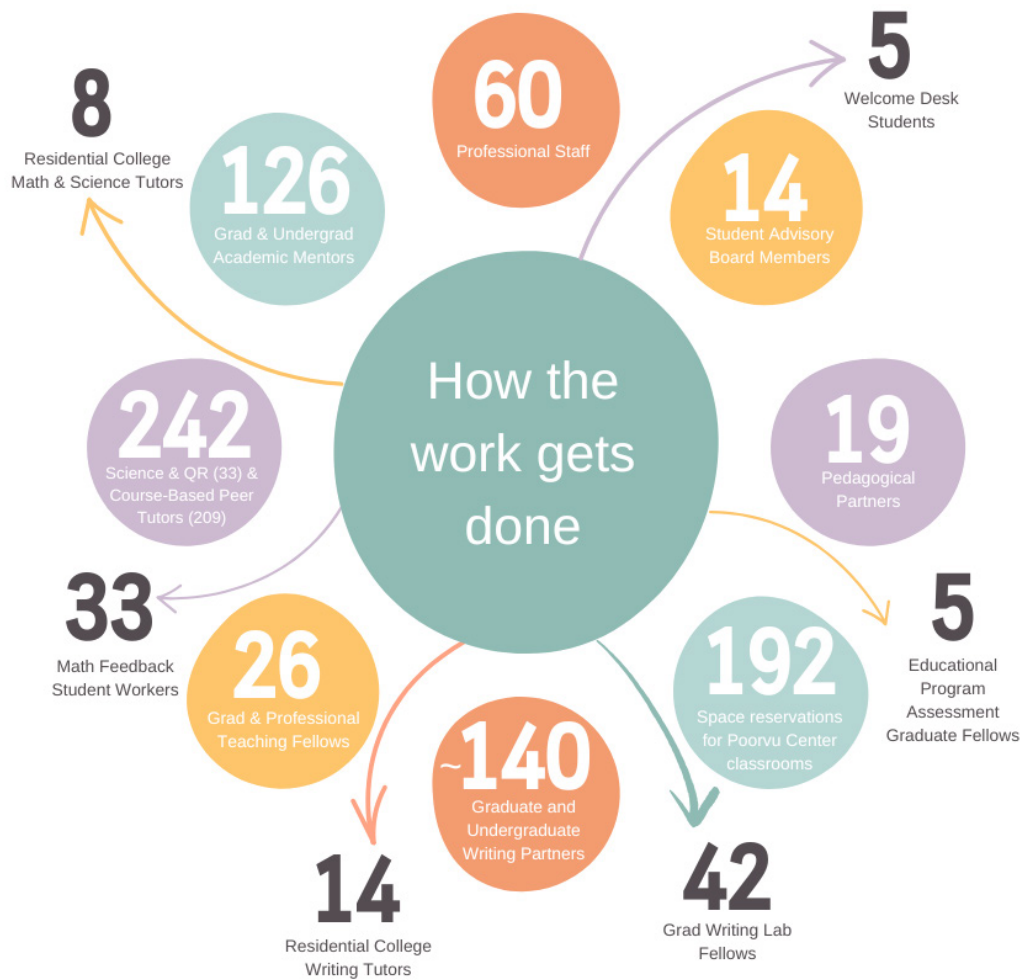 60
Professional Staff
5
Welcome Desk
Students
14
Student Advisory
Board Members
19
Pedagogical
Partners
5
Educational
Program
Assessment
Graduate Fellows
192
Space reservations
for Poorvu Center
classrooms
42
Grad Writing Lab
Fellows
~140
Graduate and
Undergraduate
Writing Partners
14
Residential College
Writing Tutors
26
Grad & Professional
Teaching Fellows
33
Math Feedback
Student Workers
242
Science & QR (33) &
Course-Based Peer
Tutors (209)
8
Residential College
Math & Science Tutors
126
Grad & Undergrad
Academic Mentors
How the
work gets
done